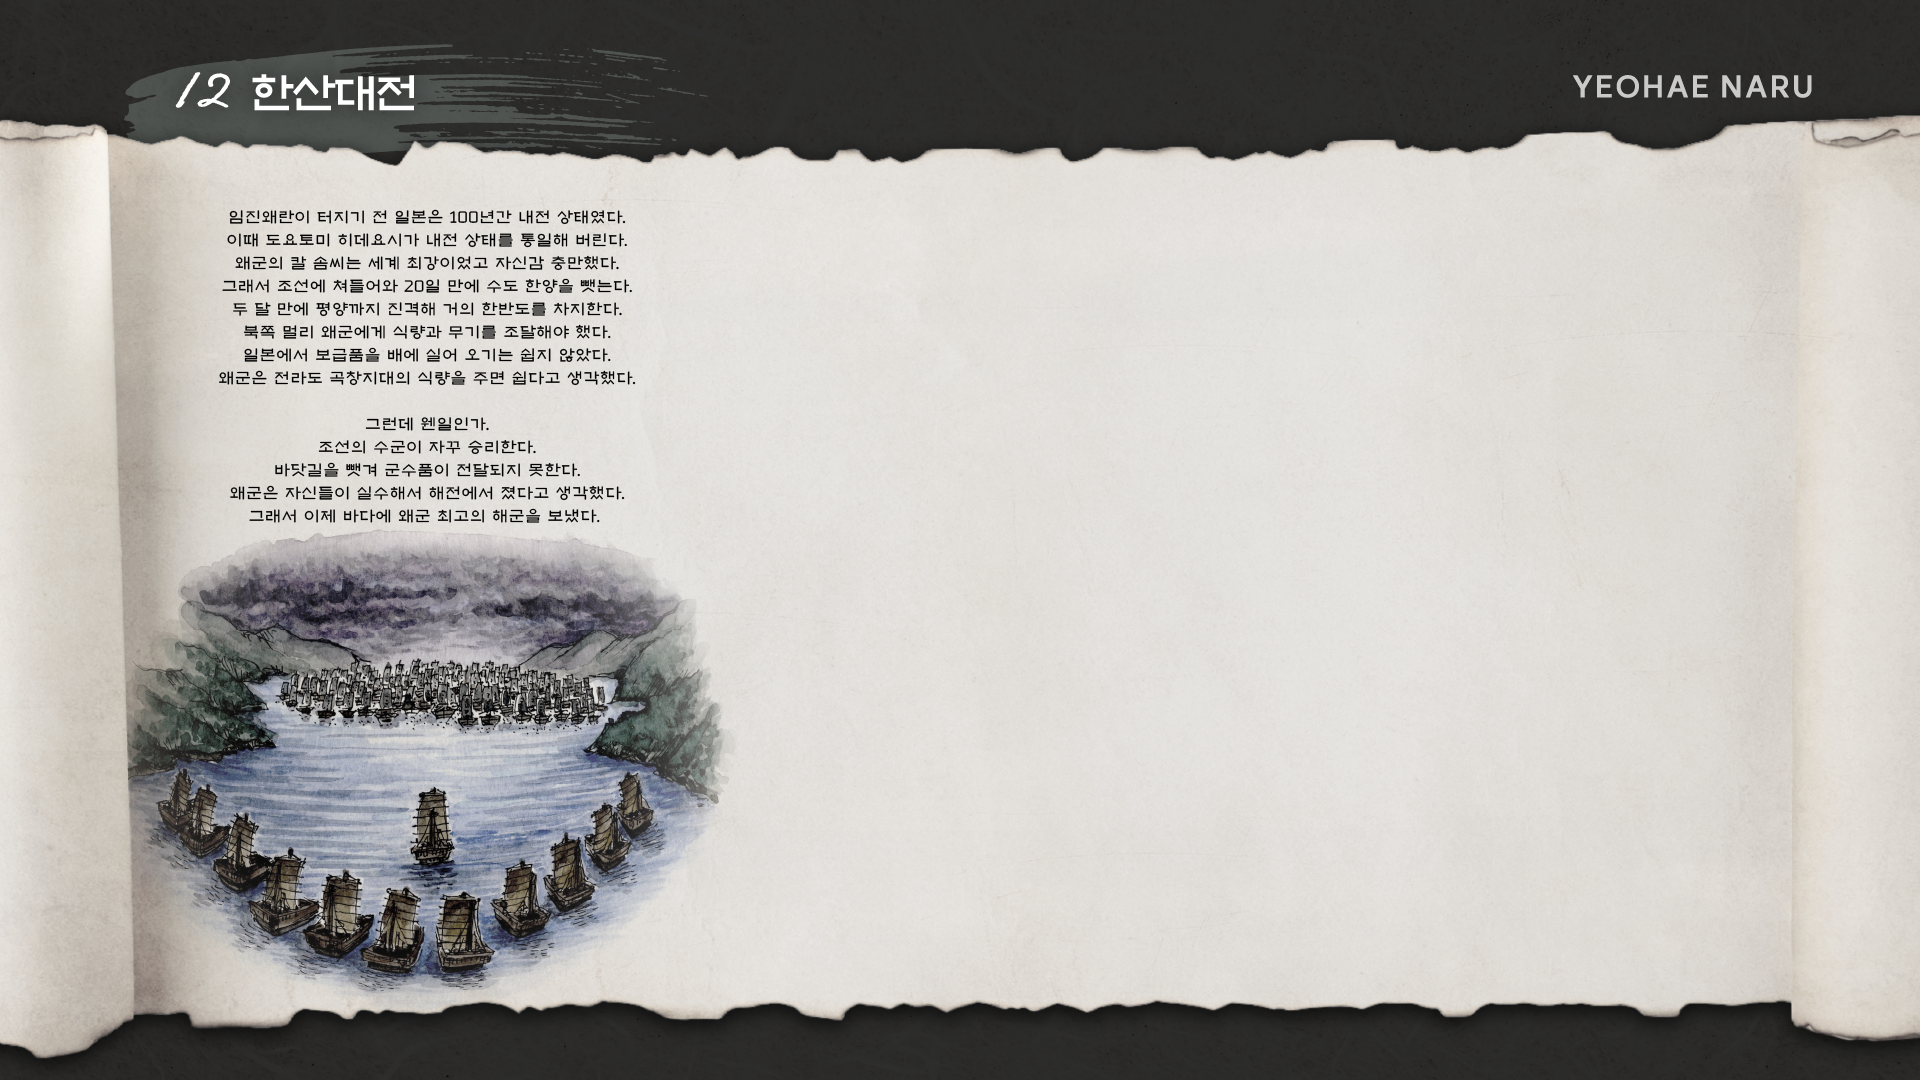 12 한산대전
YEOHAE NARU
임진왜란이 터지기 전 일본은 100년간 내전 상태였다.
이때 도요토미 히데요시가 내전 상태를 통일해 버린다.
왜군의 칼 솜씨는 세계 최강이었고 자신감 충만했다.
그래서 조선에 쳐들어와 20일 만에 수도 한양을 뺏는다.
두 달 만에 평양까지 진격해 거의 한반도를 차지한다.
북쪽 멀리 왜군에게 식량과 무기를 조달해야 했다.
일본에서 보급품을 배에 실어 오기는 쉽지 않았다.
왜군은 전라도 곡창지대의 식량을 주면 쉽다고 생각했다.
그런데 웬일인가.
조선의 수군이 자꾸 승리한다.
바닷길을 뺏겨 군수품이 전달되지 못한다.
왜군은 자신들이 실수해서 해전에서 졌다고 생각했다.
그래서 이제 바다에 왜군 최고의 해군을 보냈다.